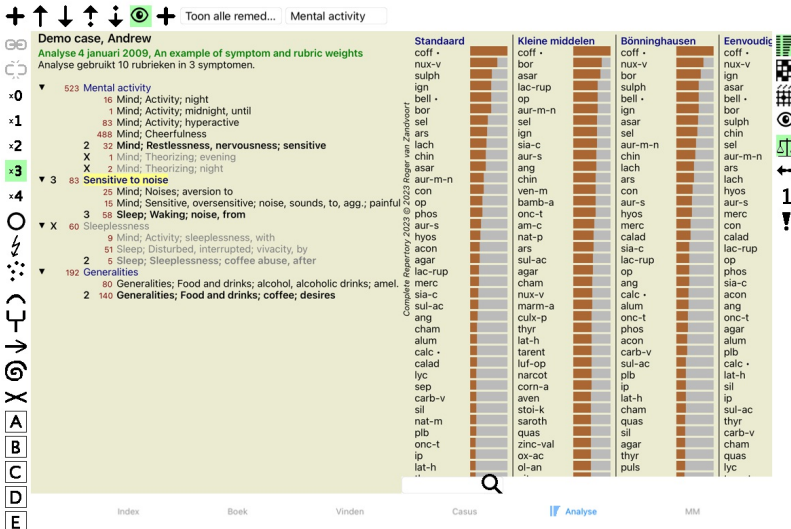 Toon alle remed...
Mental activity
Demo case, Andrew
Analyse 4 januari 2009, An example of symptom and rubric weights
Analyse gebruikt 10 rubrieken in 3 symptomen.
▼ 523 Mental activity
16 Mind; Activity; night
1 Mind; Activity; midnight, until
83 Mind; Activity; hyperactive
488 Mind; Cheerfulness
2 32 Mind; Restlessness, nervousness; sensitive
X 1 Mind; Theorizing; evening
X 2 Mind; Theorizing; night
▼ 3 83 Sensitive to noise
25 Mind; Noises; aversion to
15 Mind; Sensitive, oversensitive; noise, sounds, to, agg.; painful
3 58 Sleep; Waking; noise, from
▼ X 60 Sleeplessness
9 Mind; Activity; sleeplessness, with
51 Sleep; Disturbed, interrupted; vivacity, by
2 5 Sleep; Sleeplessness; coffee abuse, after
▼ 192 Generalities
80 Generalities; Food and drinks; alcohol, alcoholic drinks; amel.
2 140 Generalities; Food and drinks; coffee; desires
x0
x1
x2
x3
x4
A
B
C
D
E
Complete Repertory 2023 © 2023 Roger van Zandvoort
Standaard
coff •
nux-v
sulph
ign
bell •
bor
sel
ars
lach
chin
asar
aur-m-n
con
op
phos
aur-s
hyos
acon
agar
lac-rup
merc
sia-c
sul-ac
ang
cham
alum
calc •
calad
lyc
sep
carb-v
sil
nat-m
plb
onc-t
ip
lat-h
Kleine middelen
coff •
bor
asar
lac-rup
op
aur-m-n
sel
ign
sia-c
aur-s
ang
chin
ven-m
bamb-a
onc-t
am-c
nat-p
ars
sul-ac
agar
cham
nux-v
marm-a
culx-p
thyr
lat-h
tarent
luf-op
narcot
corn-a
aven
stoi-k
saroth
quas
zinc-val
ox-ac
ol-an
Bönninghausen
coff •
nux-v
bor
sulph
bell •
ign
asar
sel
aur-m-n
chin
lach
ars
con
aur-s
hyos
merc
calad
sia-c
lac-rup
op
ang
calc •
alum
onc-t
phos
acon
carb-v
sul-ac
plb
ip
lat-h
cham
quas
sil
agar
thyr
puls
Eenvoudig
coff •
nux-v
ign
asar
bell •
bor
sulph
chin
sel
aur-m-n
ars
lach
hyos
aur-s
merc
con
calad
lac-rup
op
phos
sia-c
acon
ang
onc-t
agar
alum
plb
calc •
lat-h
sil
ip
sul-ac
thyr
carb-v
cham
quas
lyc
1
Index
Boek
Vinden
Casus
Analyse
MM